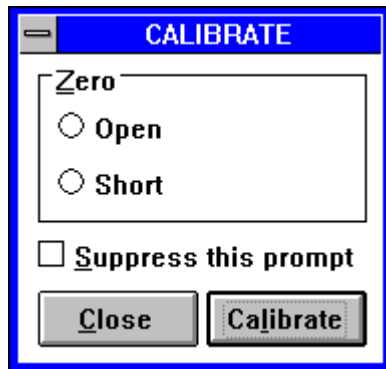 CALIBRATE
Zero
Open
Short
Suppress this prompt
Close Calibrate